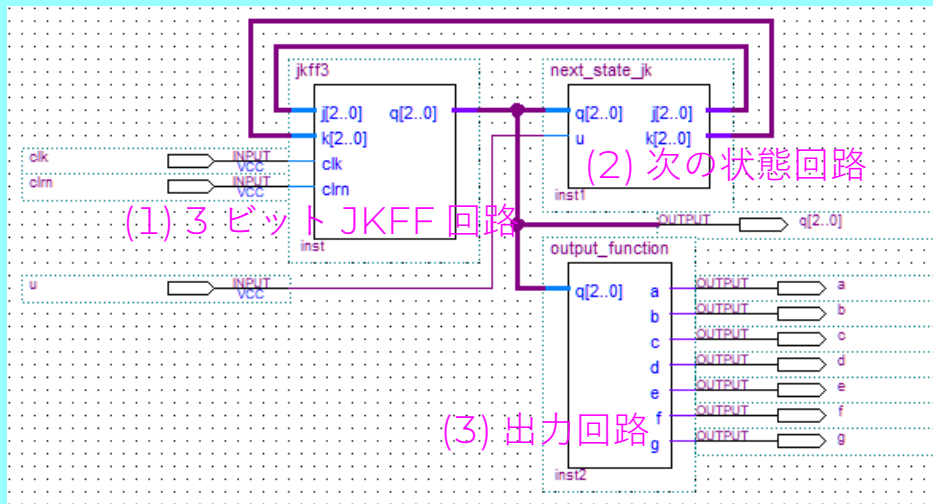 jkff3
next_state_jk
j[2..0] q[2..0]
k[2..0]
clk
clrn
inst
q[2..0] j[2..0]
u k[2..0]
inst1
clk INPUT
VCC
clrn INPUT
VCC
(1) 3 ビット JKFF 回路
(2) 次の状態回路
OUTPUT q[2..0]
u INPUT
VCC
output_function
q[2..0] a
b
c
d
e
f
g
inst2
OUTPUT a
OUTPUT b
OUTPUT c
OUTPUT d
OUTPUT e
OUTPUT f
OUTPUT g
(3) 出力回路